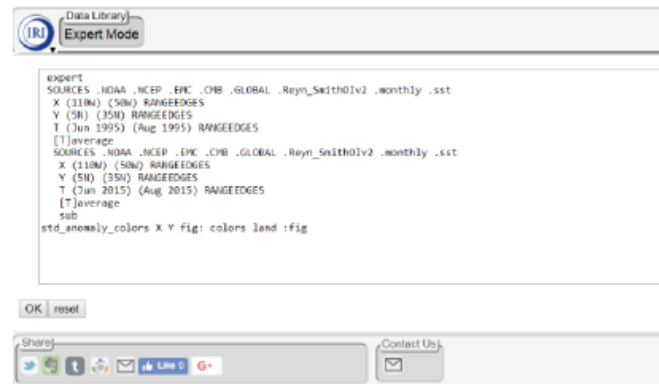 Data Library
IRI
Expert Mode
expert
SOURCES .NOAA .NCEP .EMC .CMB .GLOBAL .Reyn_SmithOIv2 .monthly .sst
X (110W) (50W) RANGEEDGES
Y (5N) (35N) RANGEEDGES
T (Jun 1995) (Aug 1995) RANGEEDGES
[T]average
SOURCES .NOAA .NCEP .EMC .CMB .GLOBAL .Reyn_SmithOIv2 .monthly .sst
X (110W) (50W) RANGEEDGES
Y (5N) (35N) RANGEEDGES
T (Jun 2015) (Aug 2015) RANGEEDGES
[T]average
sub
std_anomaly_colors X Y fig: colors land :fig
OK reset
Share Contact Us
t Like 0 G+